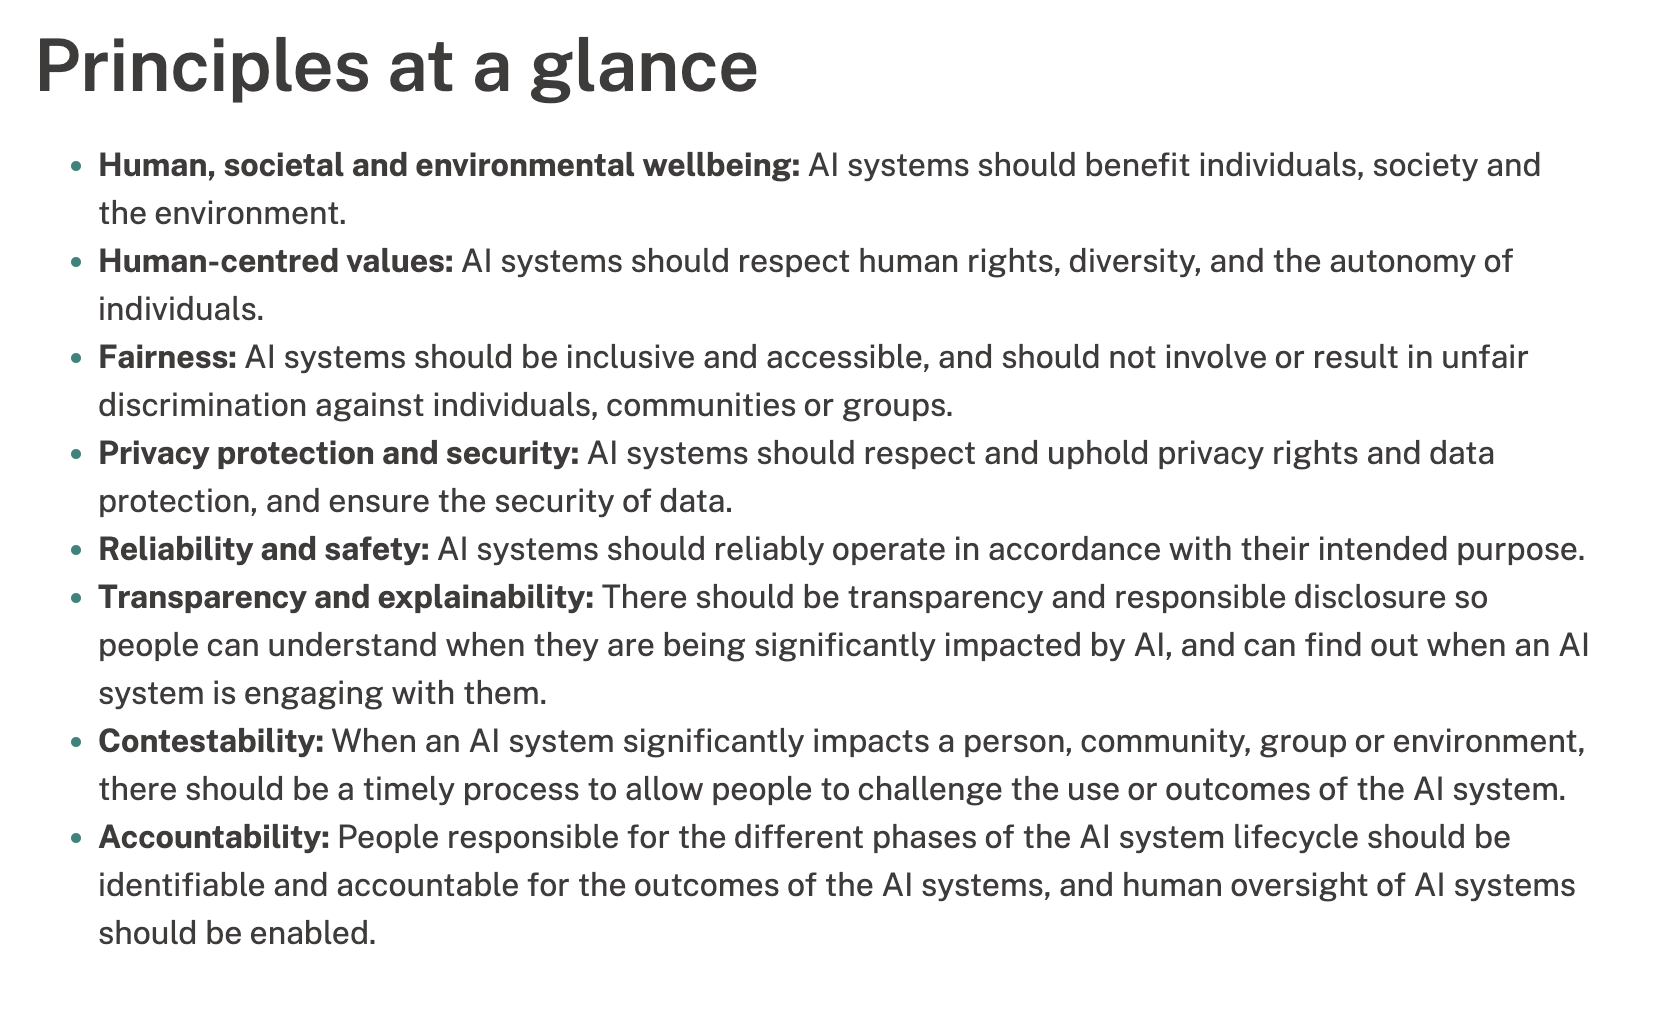 Principles at a glance
Human, societal and environmental wellbeing: AI systems should benefit individuals, society and
the environment.
Human-centred values: AI systems should respect human rights, diversity, and the autonomy of
individuals.
Fairness: AI systems should be inclusive and accessible, and should not involve or result in unfair
discrimination against individuals, communities or groups.
Privacy protection and security: AI systems should respect and uphold privacy rights and data
protection, and ensure the security of data.
Reliability and safety: AI systems should reliably operate in accordance with their intended purpose.
Transparency and explainability: There should be transparency and responsible disclosure so
people can understand when they are being significantly impacted by AI, and can find out when an AI
system is engaging with them.
Contestability: When an AI system significantly impacts a person, community, group or environment,
there should be a timely process to allow people to challenge the use or outcomes of the AI system.
Accountability: People responsible for the different phases of the AI system lifecycle should be
identifiable and accountable for the outcomes of the AI systems, and human oversight of AI systems
should be enabled.